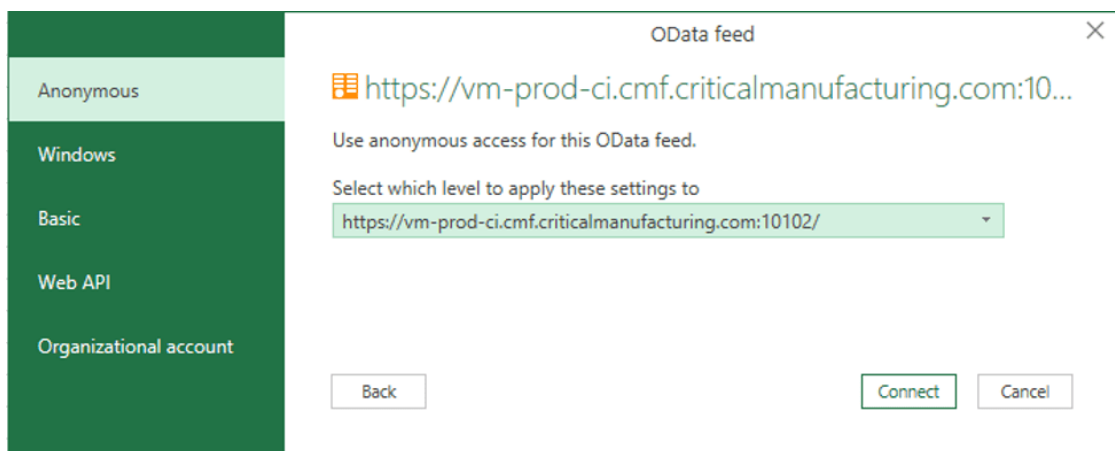 OData feed
Anonymous
Windows
Basic
Web API
Organizational account
https://vm-prod-ci.cmf.criticalmanufacturing.com:10...
Use anonymous access for this OData feed.
Select which level to apply these settings to
https://vm-prod-ci.cmf.criticalmanufacturing.com:10102/
Back
Connect
Cancel